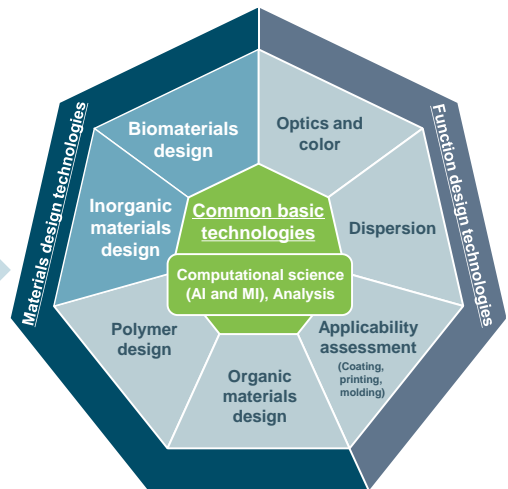 Materials design technologies
Function design technologies
Biomaterials
design
Optics and
color
Inorganic
materials
design
Common basic
technologies
Dispersion
Computational science
(AI and MI), Analysis
Polymer
design
Organic
materials
design
Applicability
assessment
(Coating,
printing,
molding)